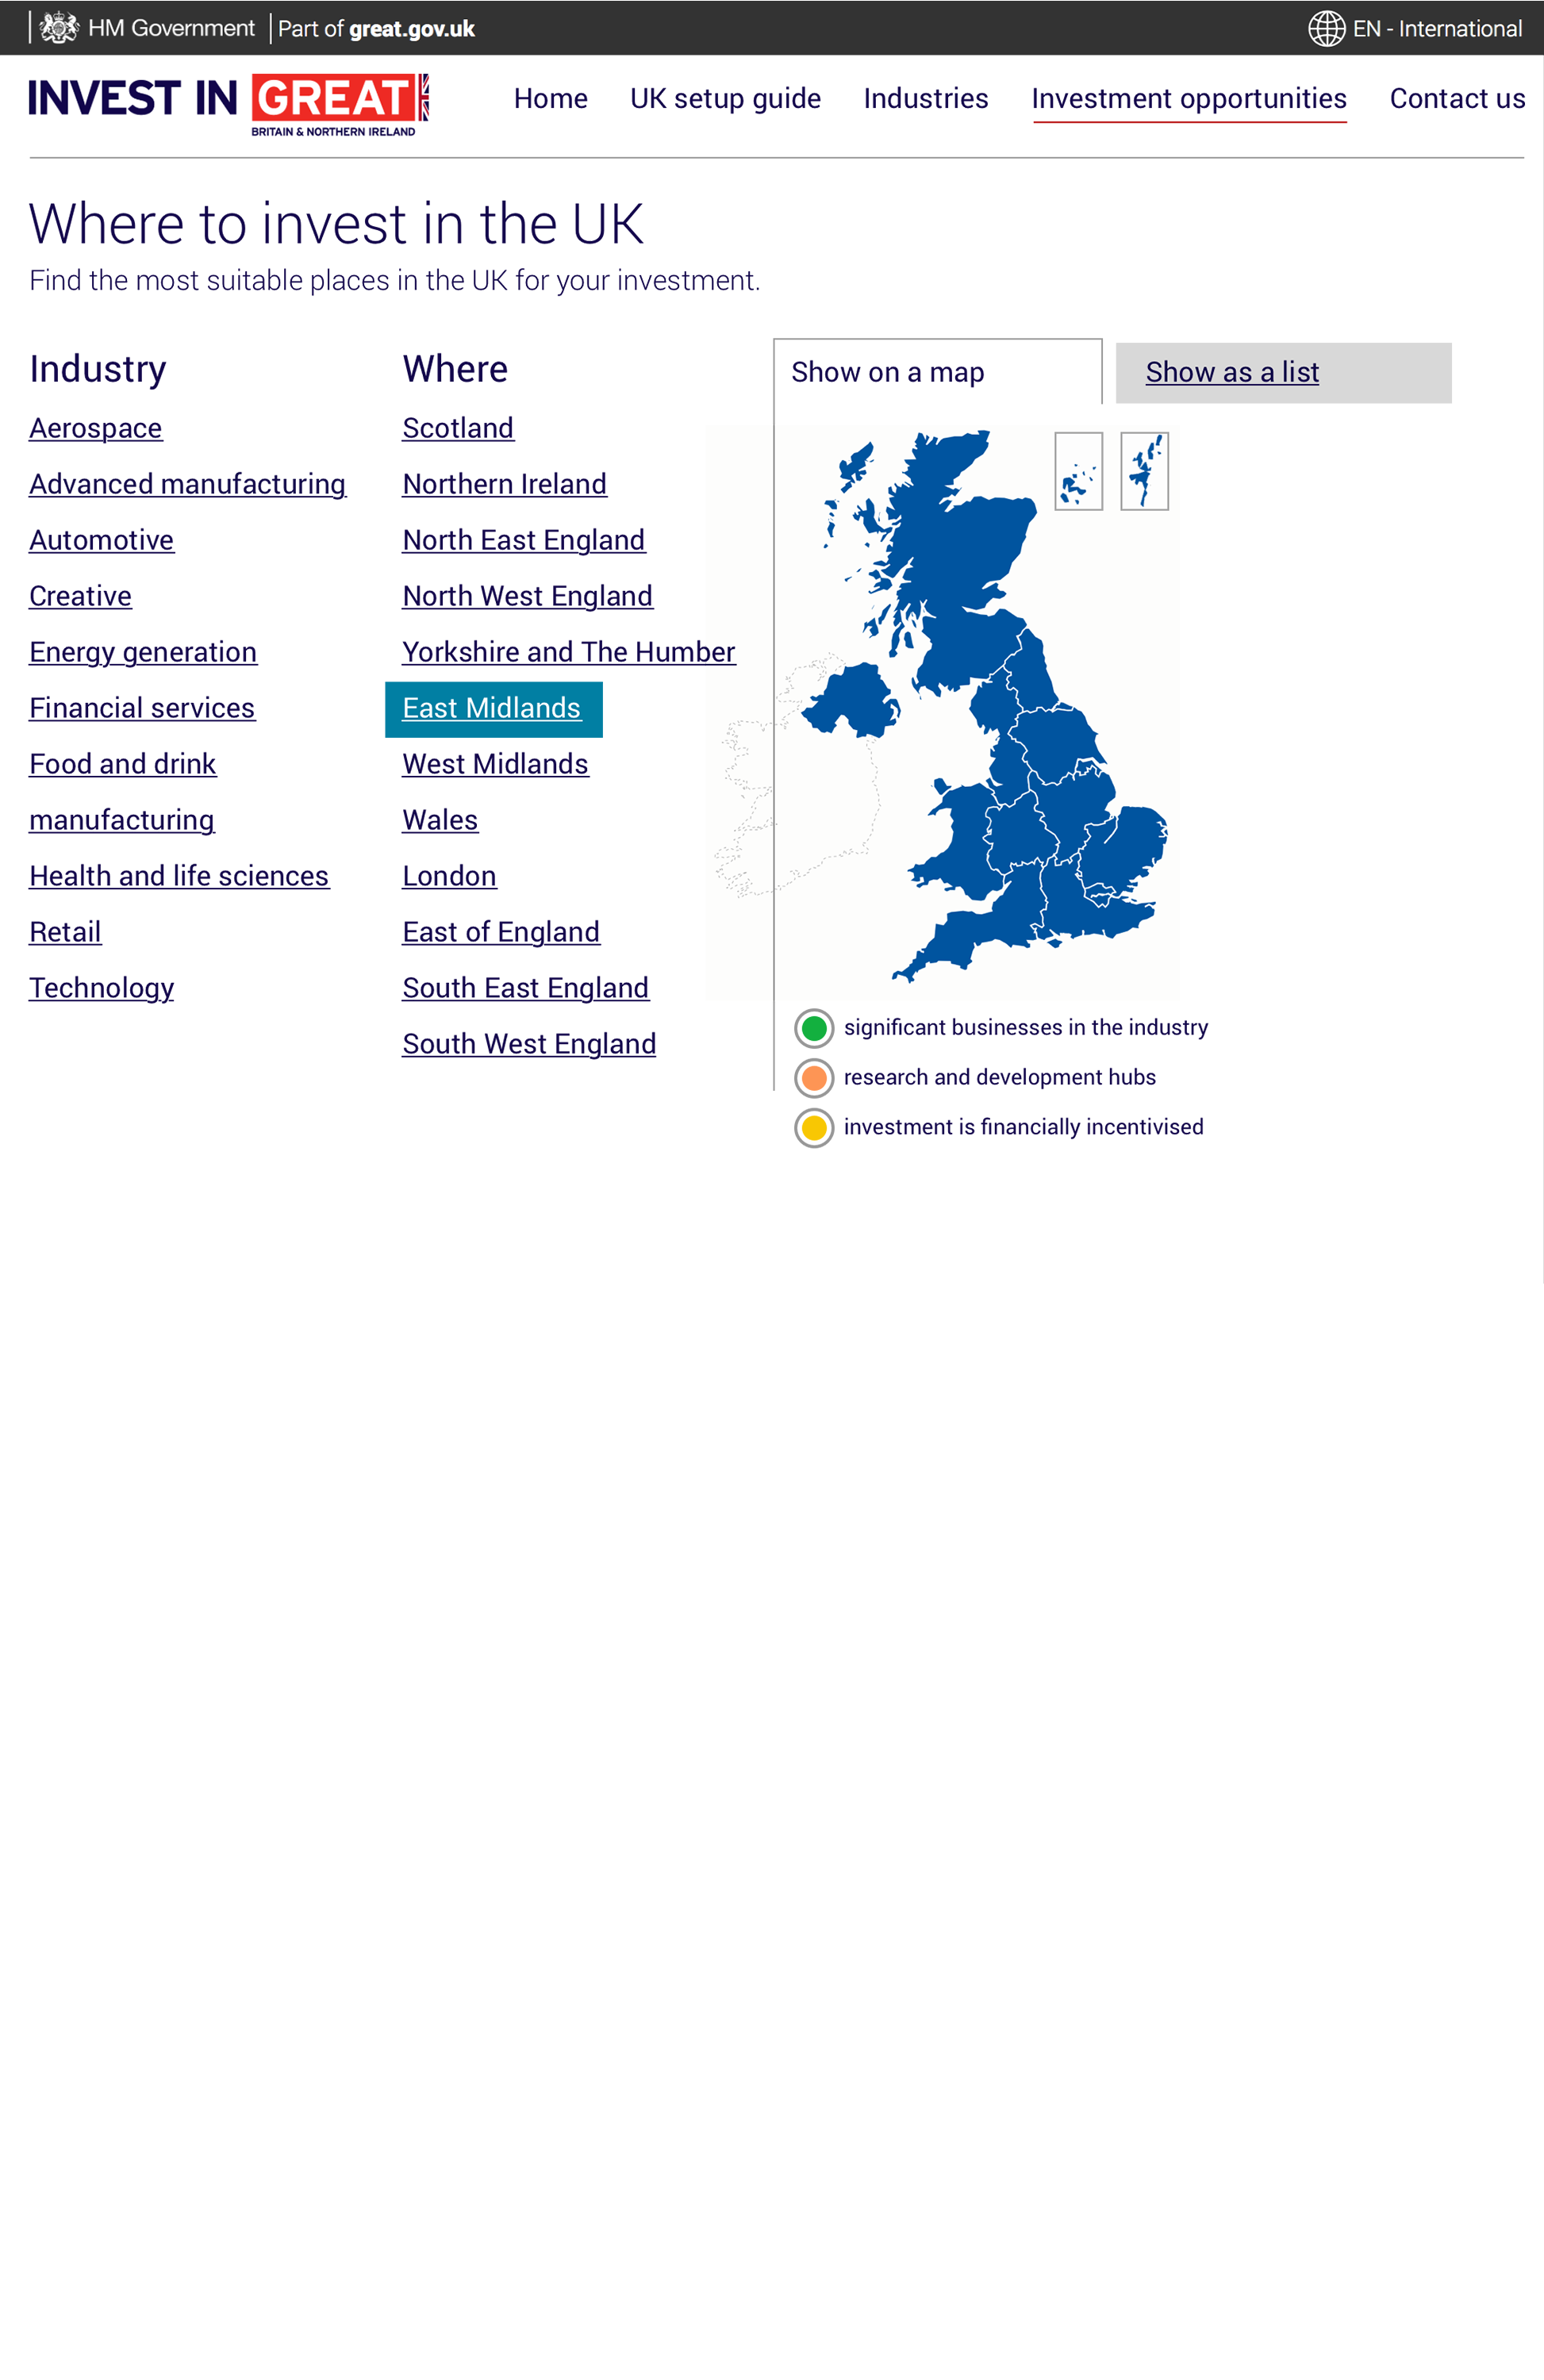 HM Government Part of great.gov.uk
EN - International
INVEST IN GREAT
BRITAIN & NORTHERN IRELAND
Home UK setup guide Industries Investment opportunities Contact us
Where to invest in the UK
Find the most suitable places in the UK for your investment.
Industry
Aerospace
Advanced manufacturing
Automotive
Creative
Energy generation
Financial services
Food and drink
manufacturing
Health and life sciences
Retail
Technology
Where
Scotland
Northern Ireland
North East England
North West England
Yorkshire and The Humber
East Midlands
West Midlands
Wales
London
East of England
South East England
South West England
Show on a map
Show as a list
significant businesses in the industry
research and development hubs
investment is financially incentivised